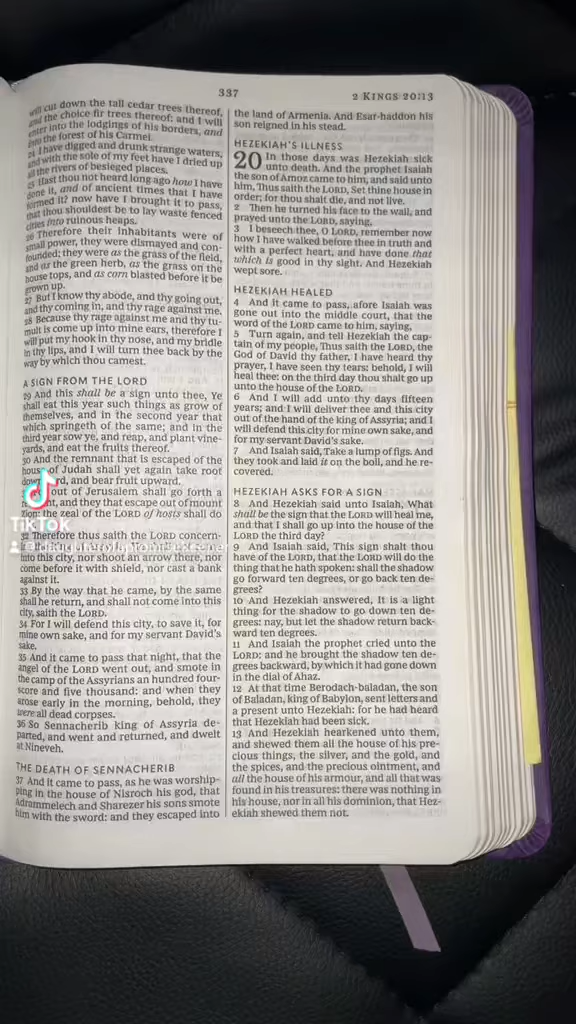 337
2 KINGS 20:13
will cut down the tall cedar trees thereof,
and the choice fir trees thereof: and I will
enter into the lodgings of his borders, and
into the forest of his Carmel.
24 I have digged and drunk strange waters,
and with the sole of my feet have I dried up
all the rivers of besieged places.
25 Hast thou not heard long ago how I have
done it, and of ancient times that I have
formed it? now have I brought it to pass,
that thou shouldest be to lay waste fenced
cities into ruinous heaps.
26 Therefore their inhabitants were of
small power, they were dismayed and con-
founded; they were as the grass of the field,
and as the green herb, as the grass on the
house tops, and as corn blasted before it be
grown up.
27 But I know thy abode, and thy going out,
and thy coming in, and thy rage against me.
28 Because thy rage against me and thy tu-
mult is come up into mine ears, therefore I
will put my hook in thy nose, and my bridle
in thy lips, and I will turn thee back by the
way by which thou camest.
A SIGN FROM THE LORD
29 And this shall be a sign unto thee, Ye
shall eat this year such things as grow of
themselves, and in the second year that
which springeth of the same; and in the
third year sow ye, and reap, and plant vine-
yards, and eat the fruits thereof.
30 And the remnant that is escaped of the
house of Judah shall yet again take root
downward, and bear fruit upward.
out of Jerusalem shall go forth a
remnant, and they that escape out of mount
Zion: the zeal of the LORD of hosts shall do
TikTok
32 Therefore thus saith the LORD concern-
into this city, nor shoot an arrow there, nor
come before it with shield, nor cast a bank
against it.
33 By the way that he came, by the same
shall he return, and shall not come into this
city, saith the LORD.
34 For I will defend this city, to save it, for
mine own sake, and for my servant David's
sake.
35 And it came to pass that night, that the
angel of the LORD went out, and smote in
the camp of the Assyrians an hundred four-
score and five thousand: and when they
arose early in the morning, behold, they
were all dead corpses.
36 So Sennacherib king of Assyria de-
parted, and went and returned, and dwelt
at Nineveh.
THE DEATH OF SENNACHERIB
37 And it came to pass, as he was worship-
ping in the house of Nisroch his god, that
Adrammelech and Sharezer his sons smote
him with the sword: and they escaped into
the land of Armenia. And Esar-haddon his
son reigned in his stead.
HEZEKIAH'S ILLNESS
20 In those days was Hezekiah sick
unto death. And the prophet Isaiah
the son of Amoz came to him, and said unto
him, Thus saith the LORD, Set thine house in
order; for thou shalt die, and not live.
2 Then he turned his face to the wall, and
prayed unto the LORD, saying,
3 I beseech thee, O LORD, remember now
how I have walked before thee in truth and
with a perfect heart, and have done that
which is good in thy sight. And Hezekiah
wept sore.
HEZEKIAH HEALED
4 And it came to pass, afore Isaiah was
gone out into the middle court, that the
word of the LORD came to him, saying,
5 Turn again, and tell Hezekiah the cap-
tain of my people, Thus saith the LORD, the
God of David thy father, I have heard thy
prayer, I have seen thy tears: behold, I will
heal thee: on the third day thou shalt go up
unto the house of the LORD.
6 And I will add unto thy days fifteen
years; and I will deliver thee and this city
out of the hand of the king of Assyria; and I
will defend this city for mine own sake, and
for my servant David's sake.
7 And Isaiah said, Take a lump of figs. And
they took and laid it on the boil, and he re-
covered.
HEZEKIAH ASKS FOR A SIGN
8 And Hezekiah said unto Isaiah, What
shall be the sign that the LORD will heal me,
and that I shall go up into the house of the
LORD the third day?
9 And Isaiah said, This sign shalt thou
have of the LORD, that the LORD will do the
thing that he hath spoken: shall the shadow
go forward ten degrees, or go back ten de-
grees?
10 And Hezekiah answered, It is a light
thing for the shadow to go down ten de-
grees: nay, but let the shadow return back-
ward ten degrees.
11 And Isaiah the prophet cried unto the
LORD: and he brought the shadow ten de-
grees backward, by which it had gone down
in the dial of Ahaz.
12 At that time Berodach-baladan, the son
of Baladan, king of Babylon, sent letters and
a present unto Hezekiah: for he had heard
that Hezekiah had been sick.
13 And Hezekiah hearkened unto them,
and shewed them all the house of his pre-
cious things, the silver, and the gold, and
the spices, and the precious ointment, and
all the house of his armour, and all that was
found in his treasures: there was nothing in
his house, nor in all his dominion, that Hez-
ekiah shewed them not.